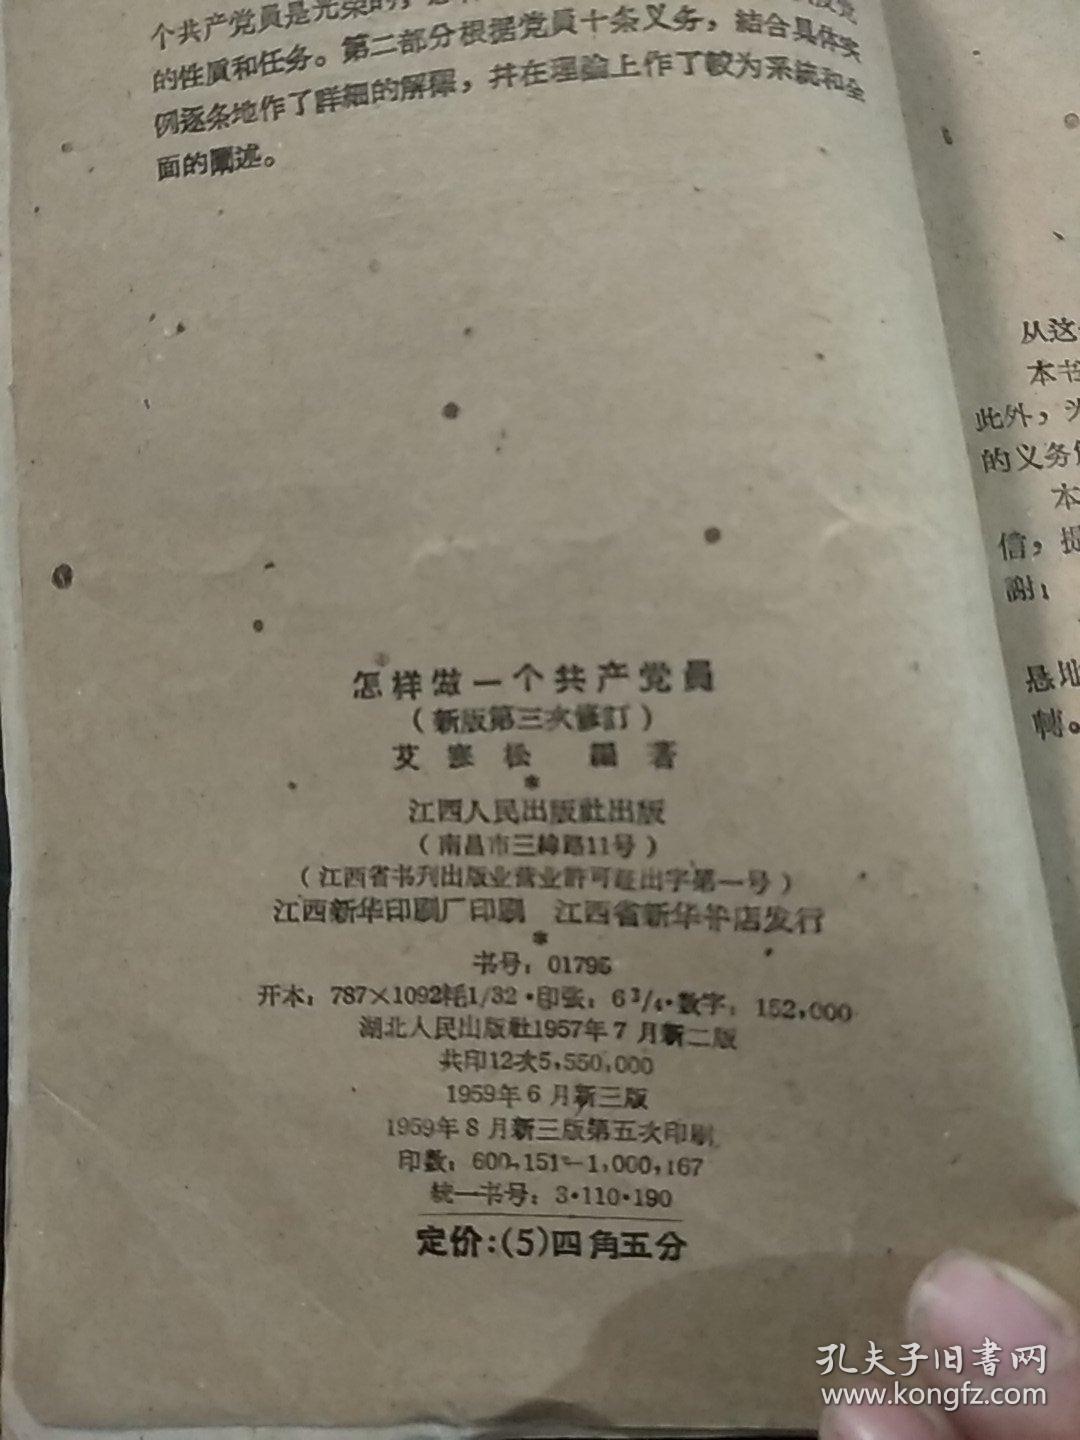 个共产党員是光荣的，
的性質和任务。第二部分根据党員十条义务，結合具体实
例逐条地作了詳細的解釋，并在理論上作了較为系統和全
面的闡述。
怎样做一个共产党員
（新版第三次修訂）
艾寒松 編著
*
江西人民出版社出版
（南昌市三緯路11号）
（江西省书刊出版业营业許可証出字第一号）
江西新华印刷厂印刷 江西省新华书店发行
*
书号：01795
开本：787×1092耗1/32·印张：6 3/4·数字：152,000
湖北人民出版社1957年7月新二版
共印12次5,550,000
1959年6月新三版
1959年8月新三版第五次印刷
印数：600,151—1,000,167
統一书号：3·110·190
定价：(5)四角五分
从这
本书
此外，
的义务
本
信，提
謝：
恳地
孔夫子旧書网
www.kongfz.com